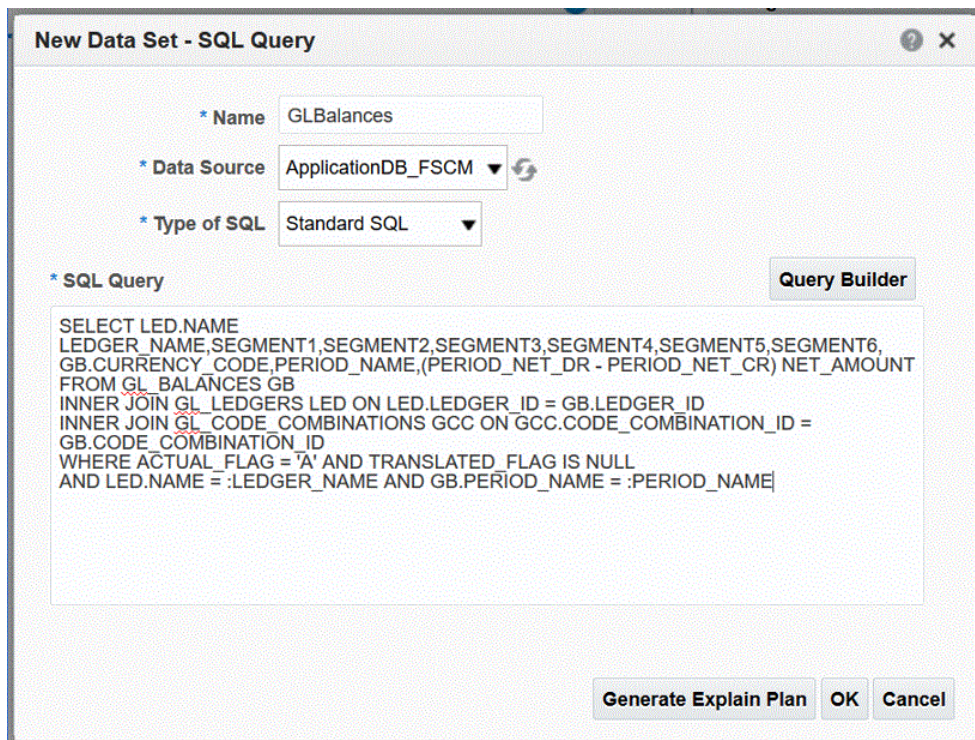 New Data Set - SQL Query
* Name GLBalances
* Data Source ApplicationDB_FSCM
* Type of SQL Standard SQL
* SQL Query Query Builder
SELECT LED.NAME
LEDGER_NAME,SEGMENT1,SEGMENT2,SEGMENT3,SEGMENT4,SEGMENT5,SEGMENT6,
GB.CURRENCY_CODE,PERIOD_NAME,(PERIOD_NET_DR - PERIOD_NET_CR) NET_AMOUNT
FROM GL_BALANCES GB
INNER JOIN GL_LEDGERS LED ON LED.LEDGER_ID = GB.LEDGER_ID
INNER JOIN GL_CODE_COMBINATIONS GCC ON GCC.CODE_COMBINATION_ID =
GB.CODE_COMBINATION_ID
WHERE ACTUAL_FLAG = 'A' AND TRANSLATED_FLAG IS NULL
AND LED.NAME = :LEDGER_NAME AND GB.PERIOD_NAME = :PERIOD_NAME
Generate Explain Plan OK Cancel